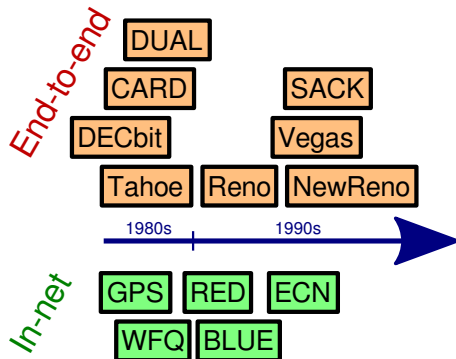 End-to-end
DUAL
CARD SACK
DECbit Vegas
Tahoe Reno NewReno
1980s 1990s
In-net
GPS RED ECN
WFQ BLUE